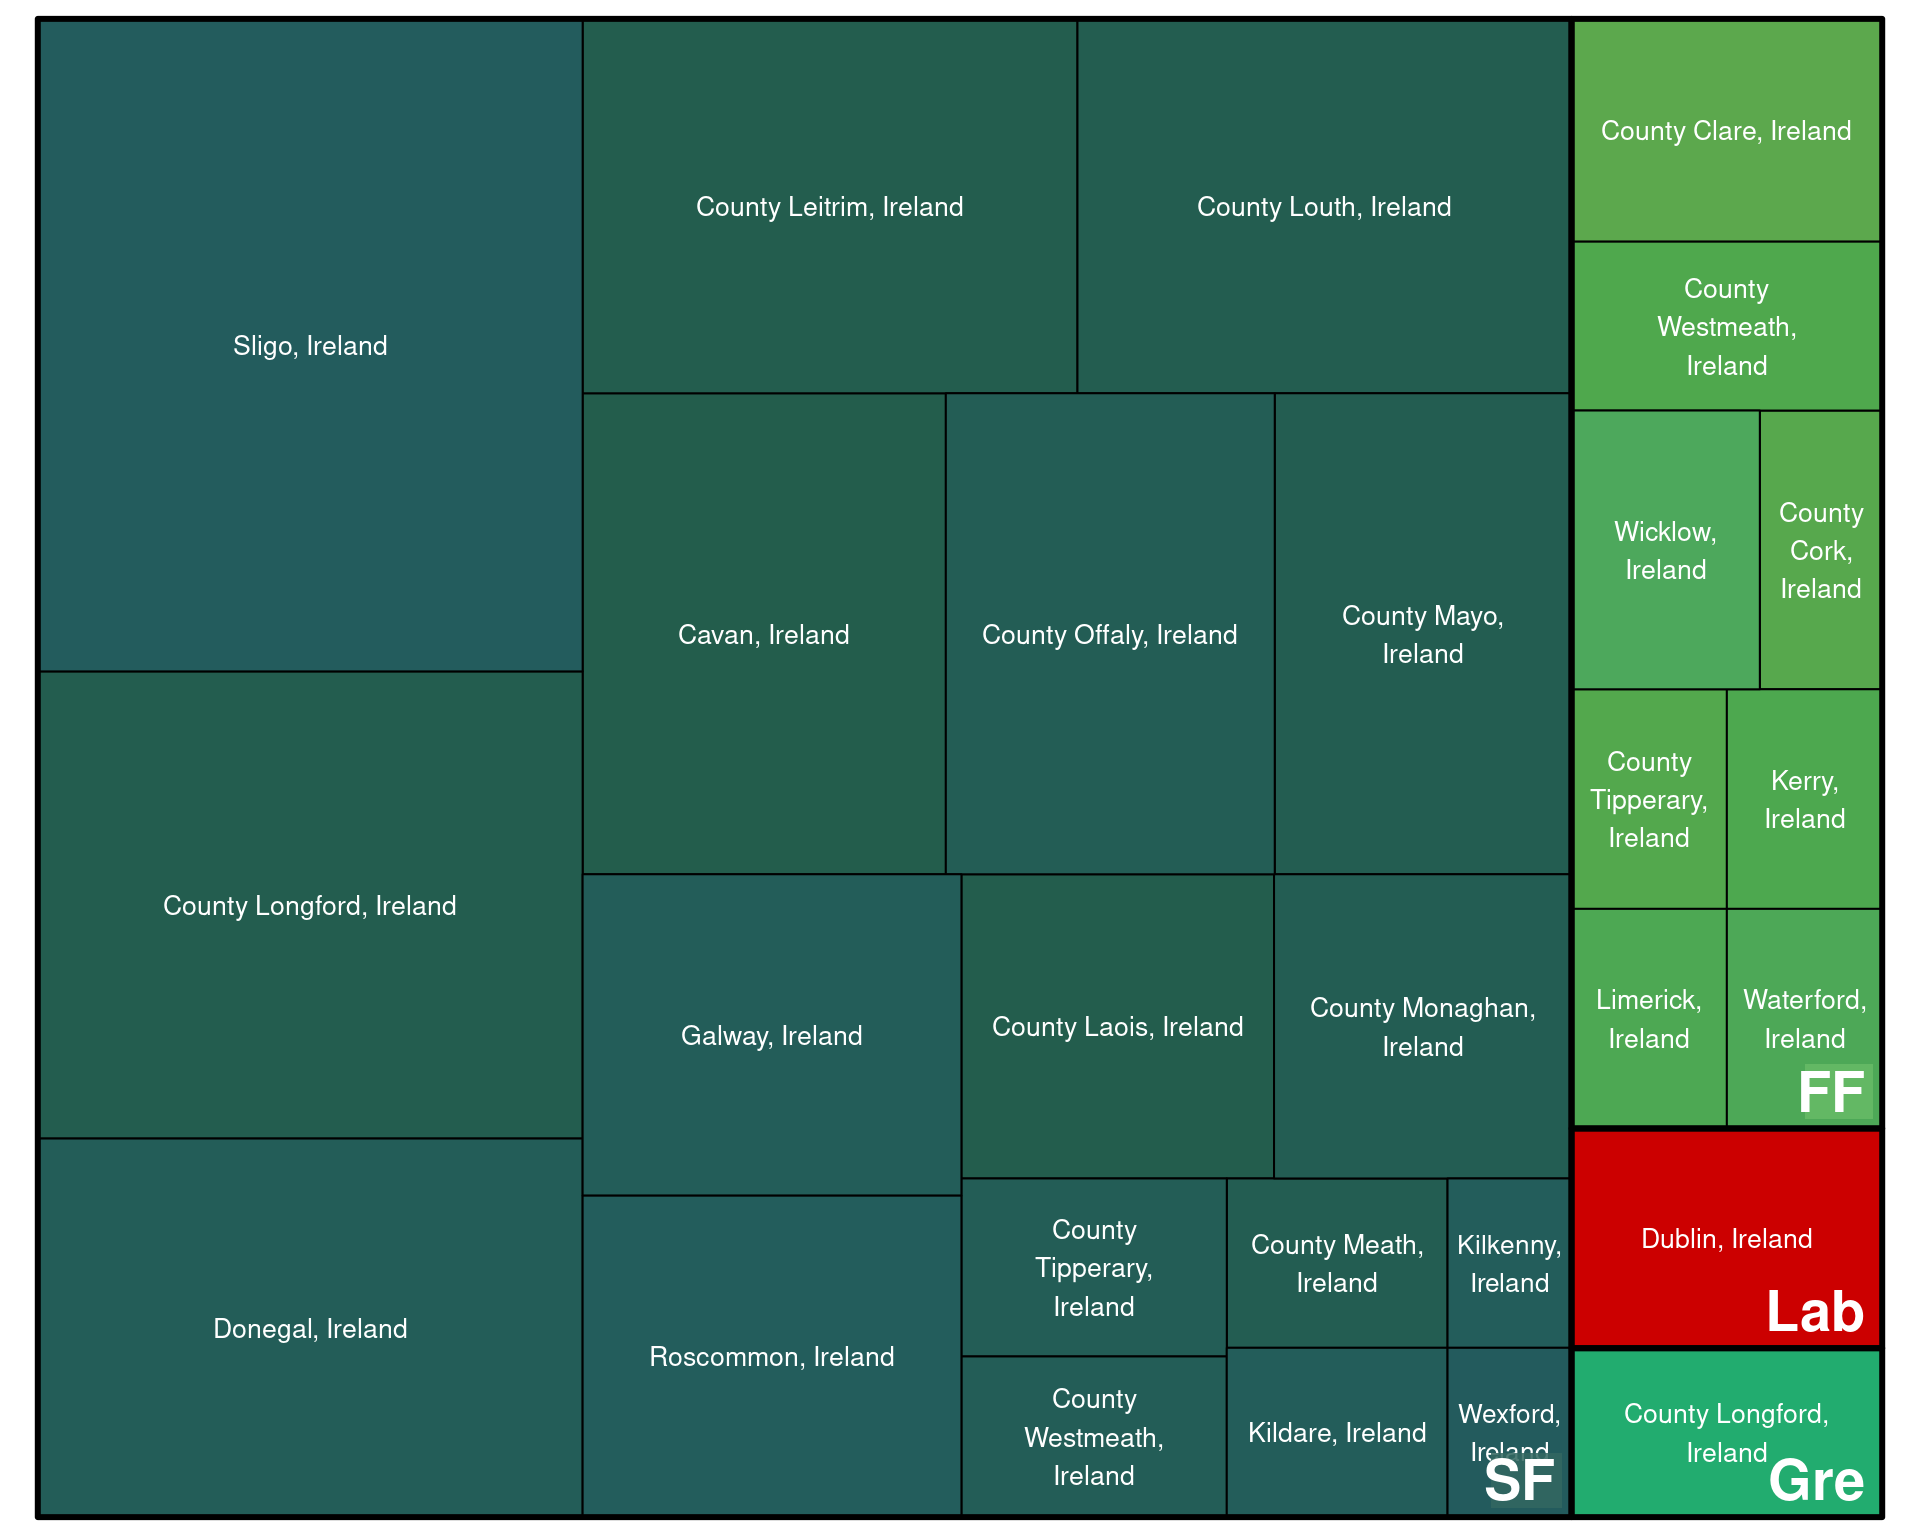 Sligo, Ireland
County Longford, Ireland
Donegal, Ireland
County Leitrim, Ireland
County Louth, Ireland
Cavan, Ireland
County Offaly, Ireland
County Mayo,
Ireland
Galway, Ireland
Roscommon, Ireland
County Laois, Ireland
County Monaghan,
Ireland
County
Tipperary,
Ireland
County
Westmeath,
Ireland
County Meath,
Ireland
Kildare, Ireland
Kilkenny,
Ireland
Wexford,
Ireland
SF
County Clare, Ireland
County
Westmeath,
Ireland
Wicklow,
Ireland
County
Cork,
Ireland
County
Tipperary,
Ireland
Kerry,
Ireland
Limerick,
Ireland
Waterford,
Ireland
FF
Dublin, Ireland
Lab
County Longford,
Ireland
Gre